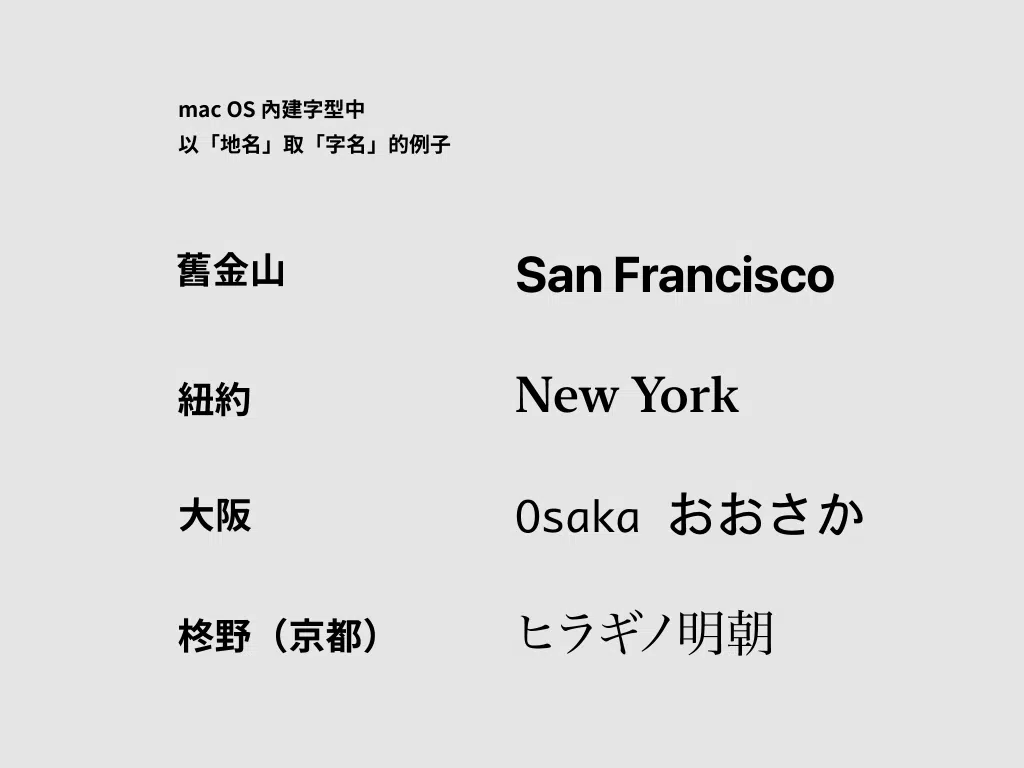 mac OS 內建字型中
以「地名」取「字名」的例子
舊金山 San Francisco
紐約 New York
大阪 Osaka おおさか
柊野（京都） ヒラギノ明朝